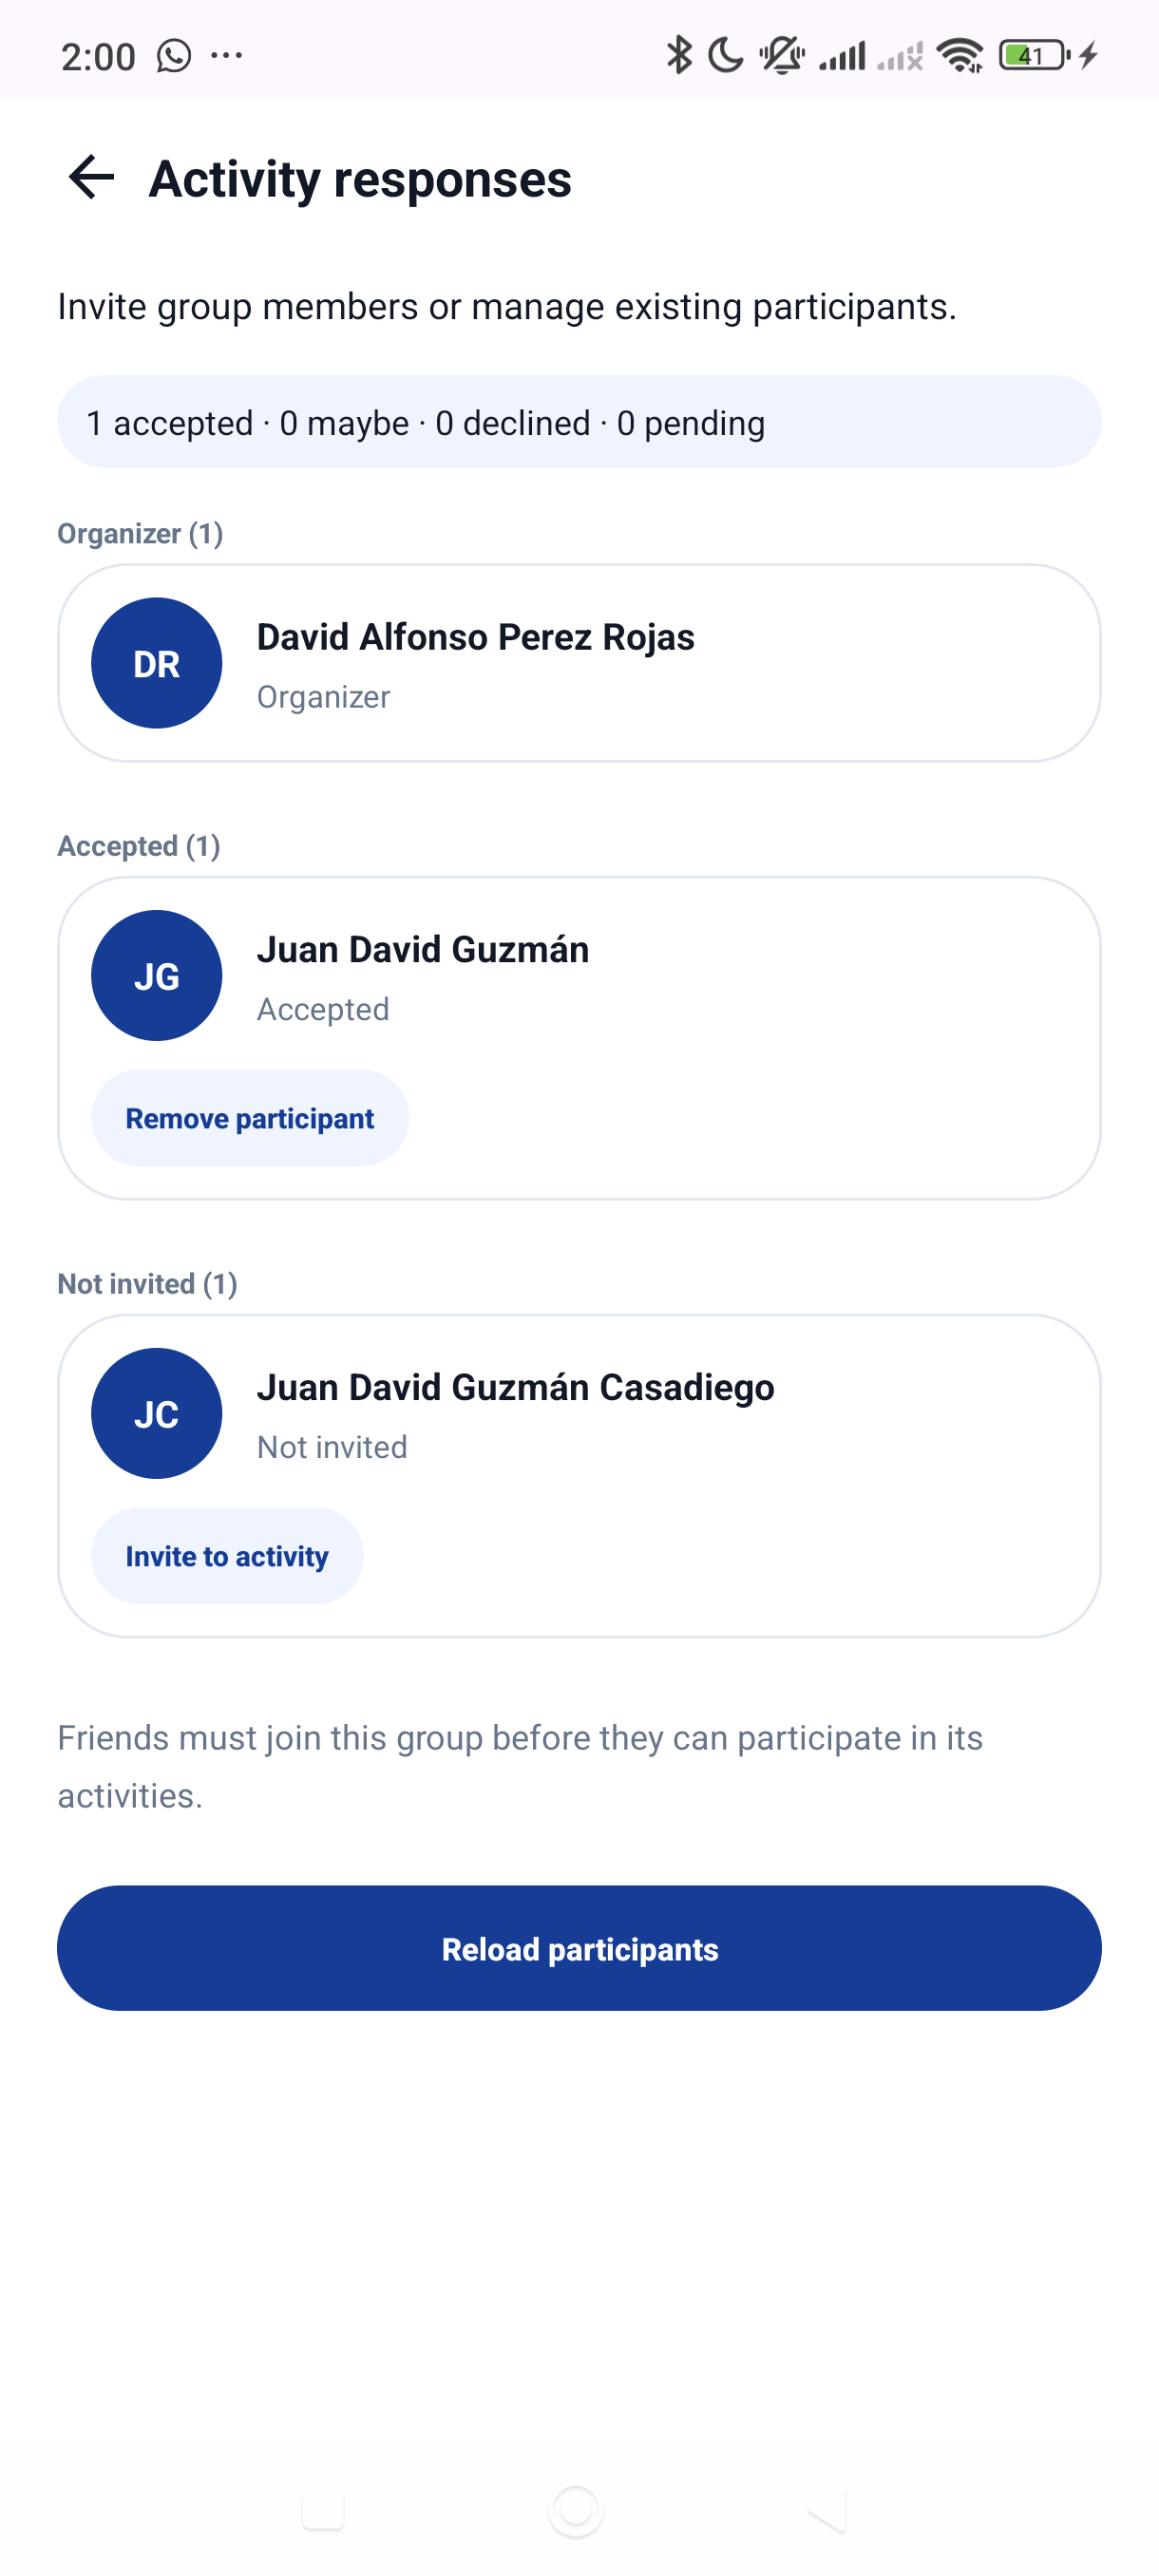 2:00
41
Activity responses
Invite group members or manage existing participants.
1 accepted · 0 maybe · 0 declined · 0 pending
Organizer (1)
DR
David Alfonso Perez Rojas
Organizer
Accepted (1)
JG
Juan David Guzmán
Accepted
Remove participant
Not invited (1)
JC
Juan David Guzmán Casadiego
Not invited
Invite to activity
Friends must join this group before they can participate in its
activities.
Reload participants